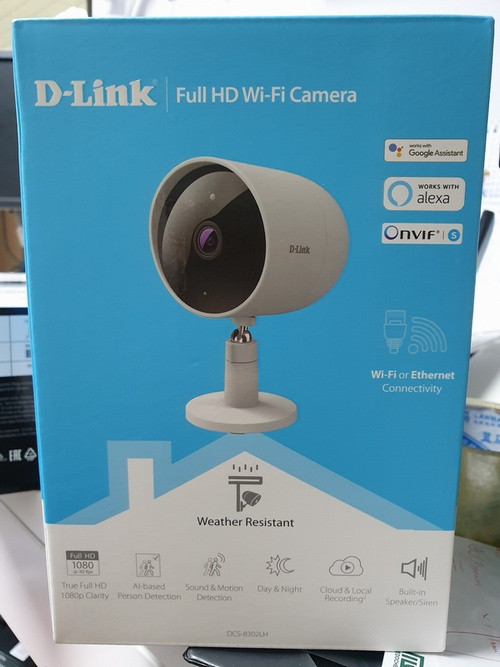 D-Link Full HD Wi-Fi Camera
works with
Google Assistant
WORKS WITH
alexa
ONVIF® | S
D-Link
Wi-Fi or Ethernet
Connectivity
Weather Resistant
Full HD
1080
True Full HD
1080p Clarity
AI-based
Person Detection
Sound & Motion
Detection
Day & Night
Cloud & Local
Recording²
Built-in
Speaker/Siren
DCS-8302LH
EAC